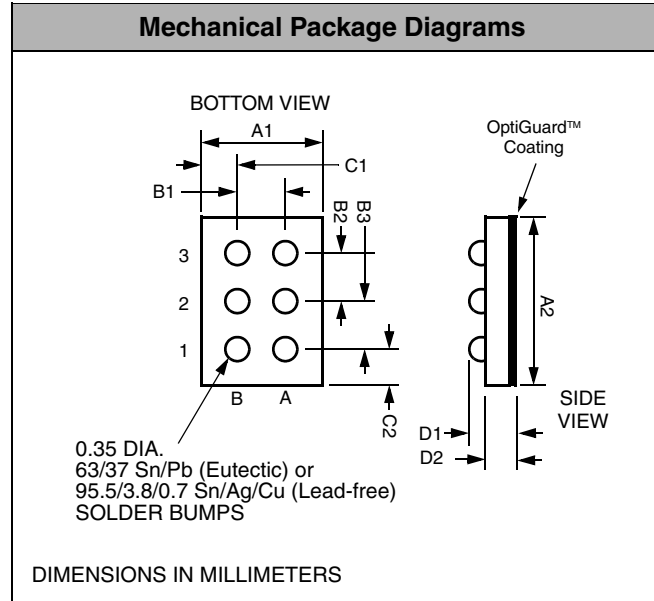 Mechanical Package Diagrams
BOTTOM VIEW
A1
C1
B1
B2
B3
3
2
1
B A
C2
OptiGuard™
Coating
A2
SIDE
VIEW
D1
D2
0.35 DIA.
63/37 Sn/Pb (Eutectic) or
95.5/3.8/0.7 Sn/Ag/Cu (Lead-free)
SOLDER BUMPS
DIMENSIONS IN MILLIMETERS